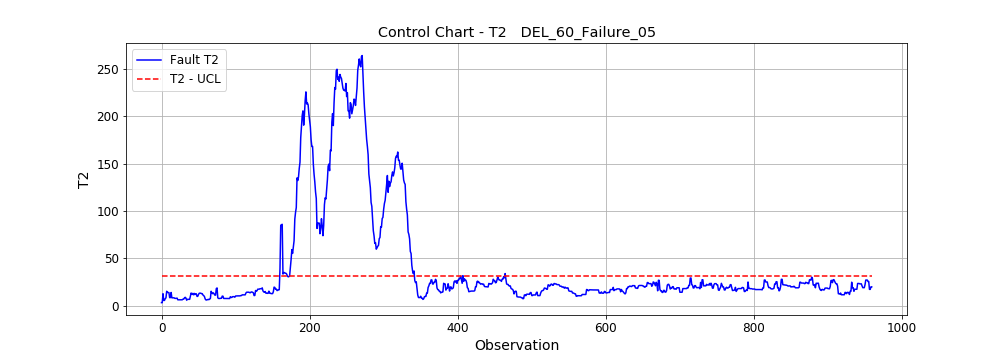 Control Chart - T2   DEL_60_Failure_05
Fault T2
T2 - UCL
250
200
150
100
50
0
T2
0 200 400 600 800 1000
Observation